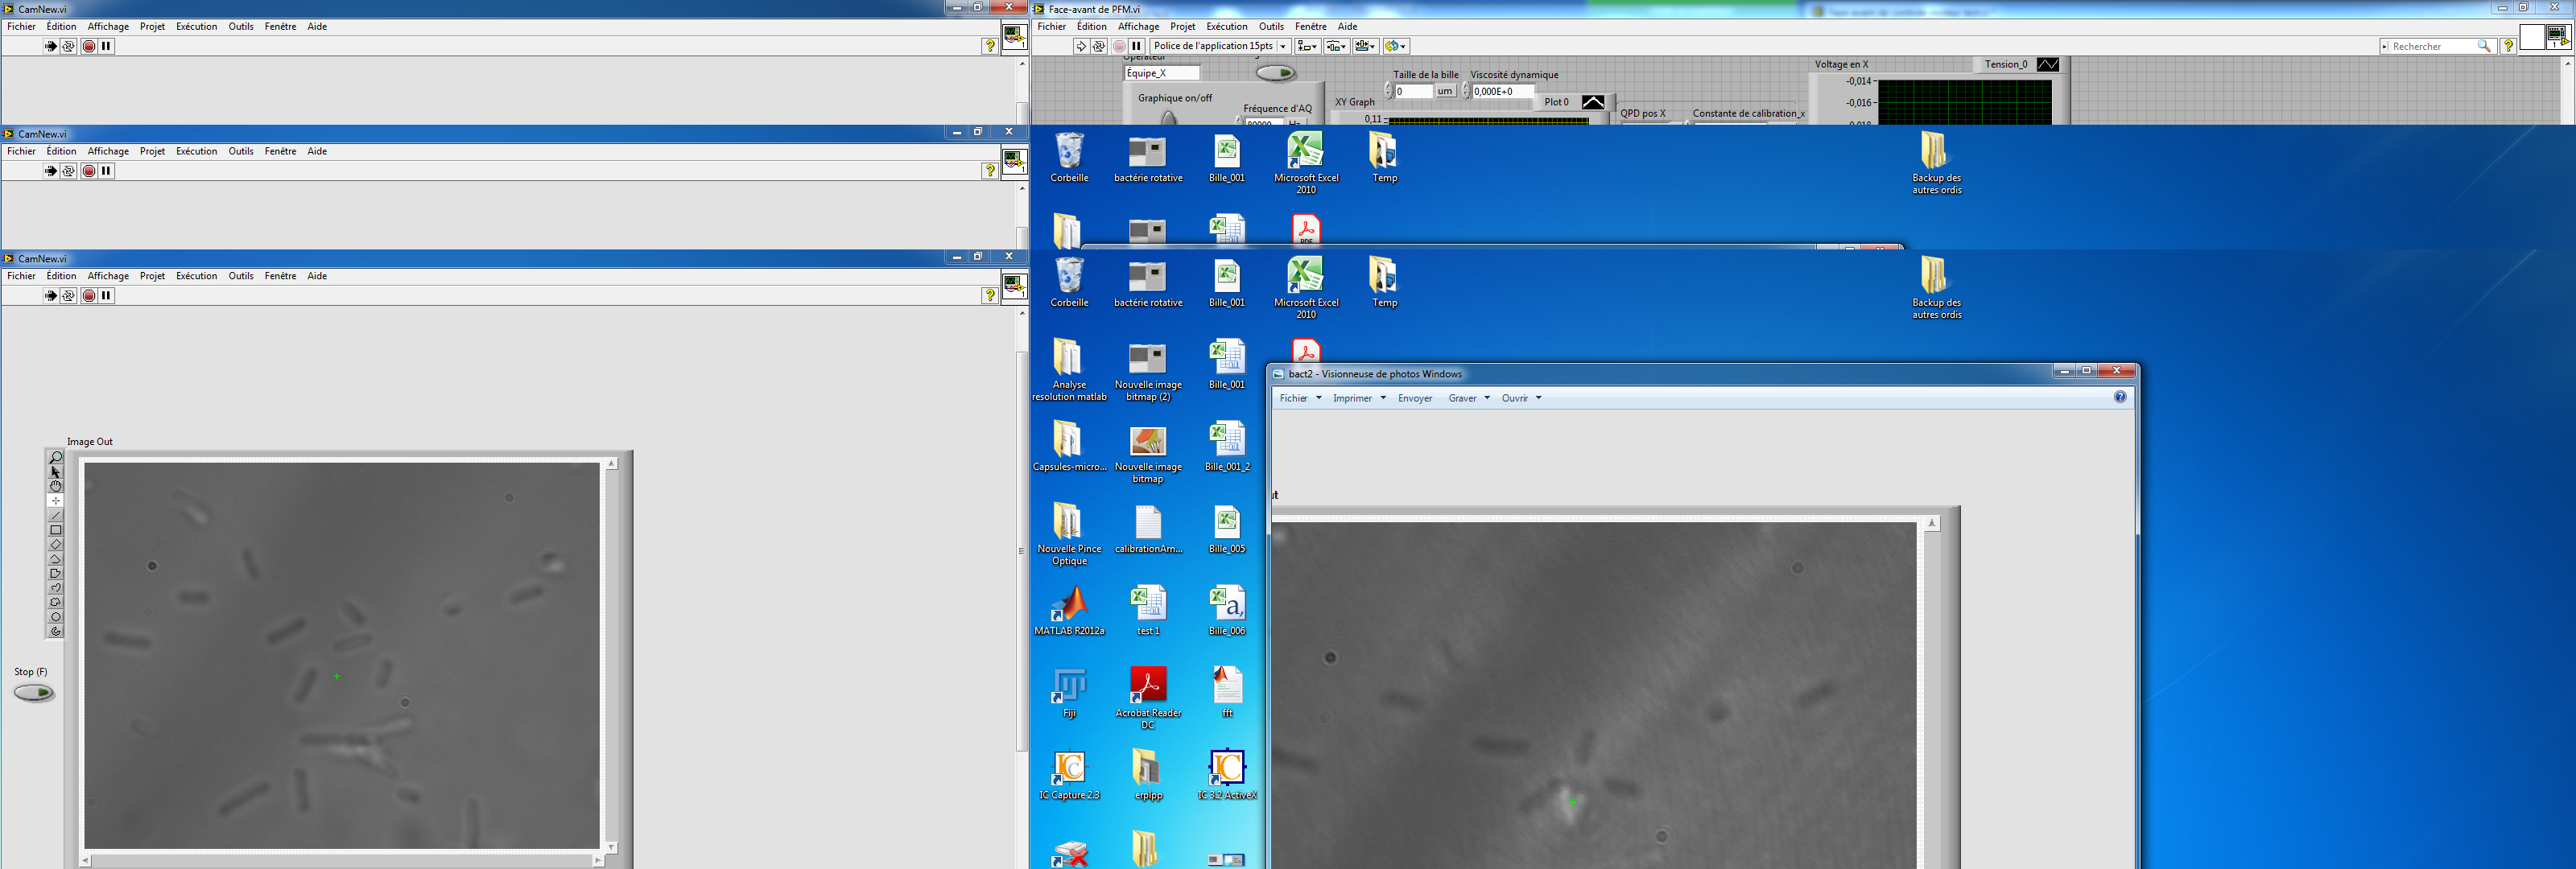 CamNew.vi
Fichier Édition Affichage Projet Exécution Outils Fenêtre Aide
Face-avant de PFM.vi
Fichier Édition Affichage Projet Exécution Outils Fenêtre Aide
Police de l'application 15pts
Rechercher
Équipe_X
Graphique on/off
Fréquence d'AQ
Taille de la bille
0
um
Viscosité dynamique
0,000E+0
XY Graph
Plot 0
0,11
QPD pos X
Constante de calibration_x
Voltage en X
Tension_0
-0,014
-0,016
CamNew.vi
Fichier Édition Affichage Projet Exécution Outils Fenêtre Aide
Corbeille
bactérie rotative
Bille_001
Microsoft Excel
2010
Temp
Backup des
autres ordis
CamNew.vi
Fichier Édition Affichage Projet Exécution Outils Fenêtre Aide
Corbeille
bactérie rotative
Bille_001
Microsoft Excel
2010
Temp
Backup des
autres ordis
Analyse
resolution matlab
Nouvelle image
bitmap (2)
Bille_001
Capsules-micro...
Nouvelle image
bitmap
Bille_001_2
Nouvelle Pince
Optique
calibrationArn...
Bille_005
MATLAB R2012a
test 1
Bille_006
Fiji
Acrobat Reader
DC
fft
IC Capture 2.3
erplpp
IC 3.2 ActiveX
bact2 - Visionneuse de photos Windows
Fichier Imprimer Envoyer Graver Ouvrir
ut
Image Out
Stop (F)